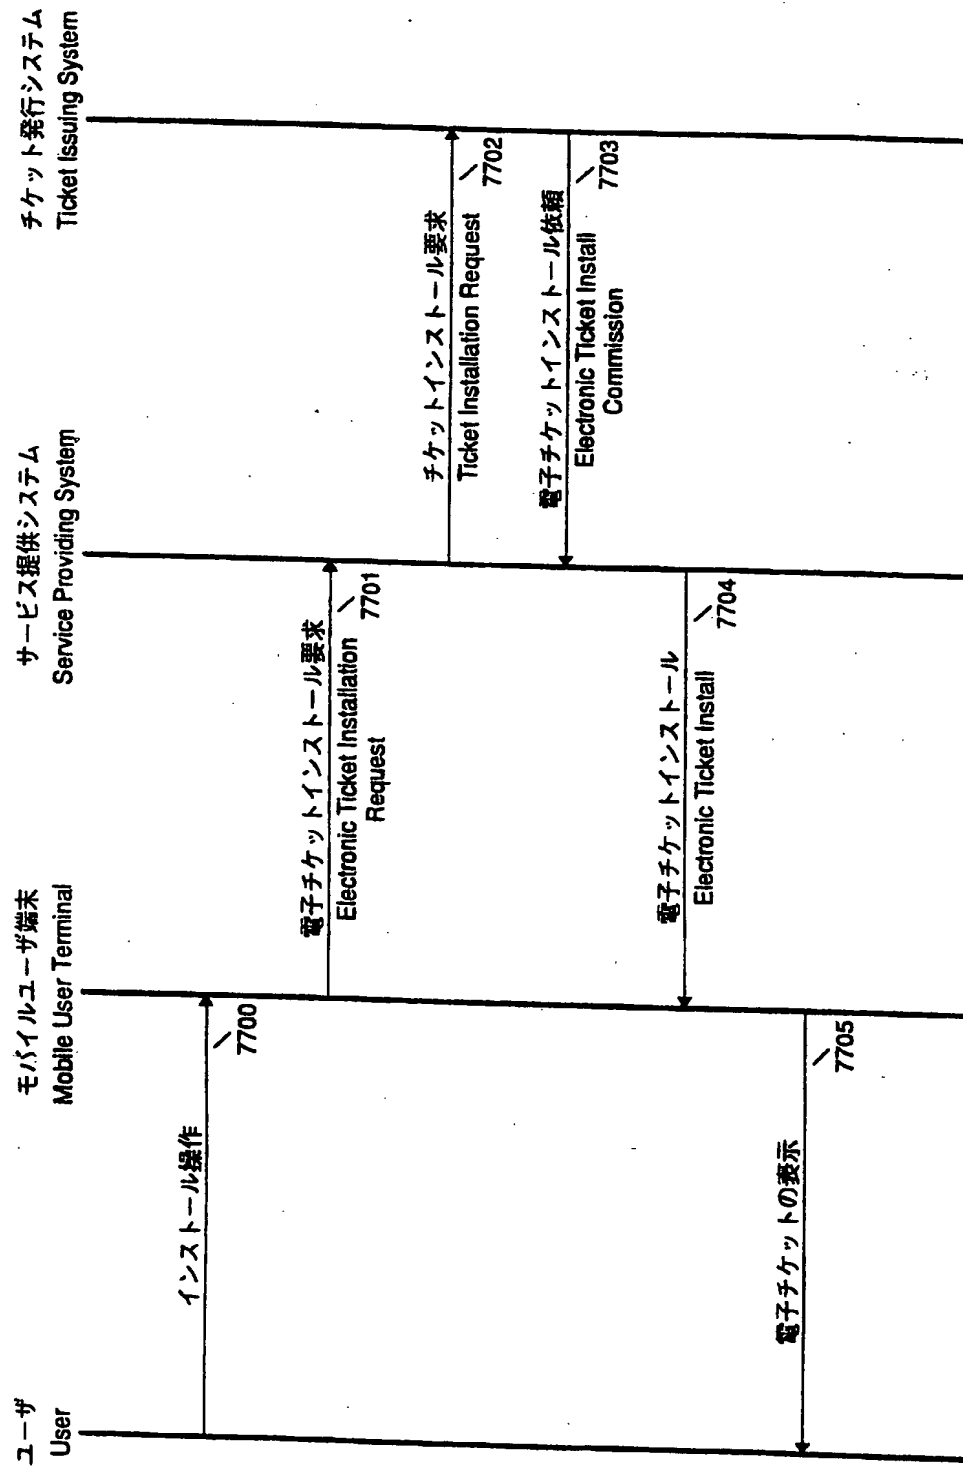 ユーザ
User
モバイルユーザ端末
Mobile User Terminal
サービス提供システム
Service Providing System
チケット発行システム
Ticket Issuing System
インストール操作
7700
電子チケットインストール要求
Electronic Ticket Installation
Request
7701
チケットインストール要求
Ticket Installation Request
7702
電子チケットインストール依頼
Electronic Ticket Install
Commission
7703
電子チケットインストール
Electronic Ticket Install
7704
電子チケットの表示
7705